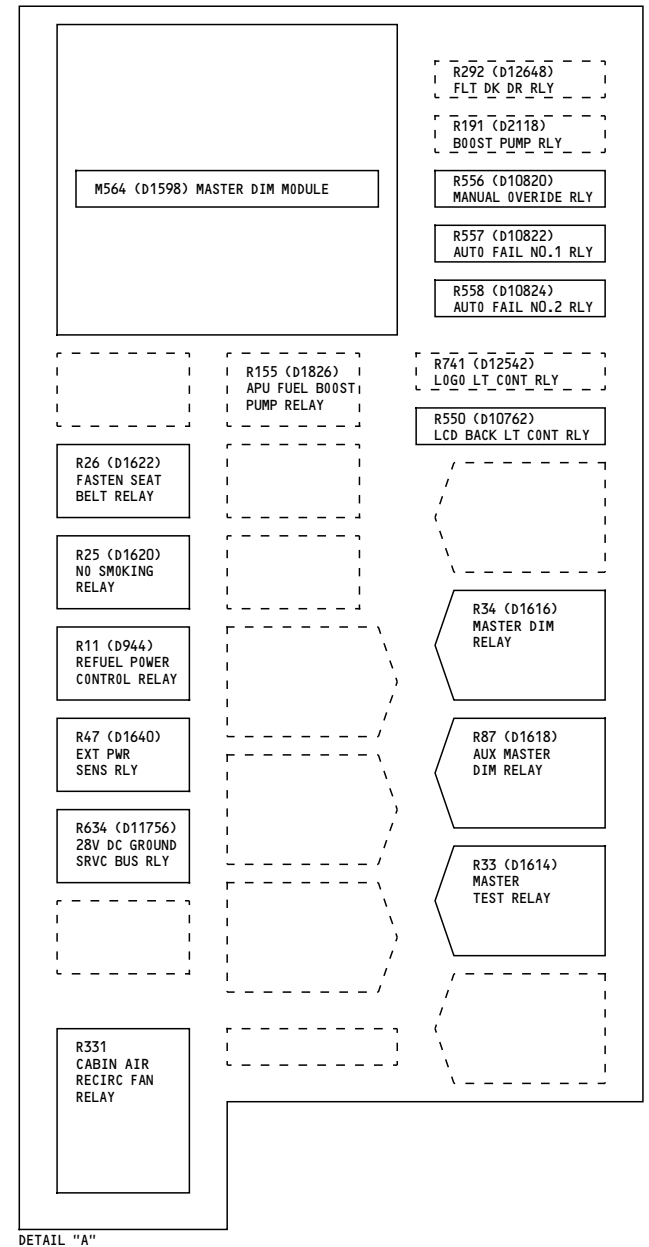 R292 (D12648)
FLT DK DR RLY
R191 (D2118)
BOOST PUMP RLY
M564 (D1598) MASTER DIM MODULE
R556 (D10820)
MANUAL OVERIDE RLY
R557 (D10822)
AUTO FAIL NO.1 RLY
R558 (D10824)
AUTO FAIL NO.2 RLY
R155 (D1826)
APU FUEL BOOST
PUMP RELAY
R741 (D12542)
LOGO LT CONT RLY
R550 (D10762)
LCD BACK LT CONT RLY
R26 (D1622)
FASTEN SEAT
BELT RELAY
R25 (D1620)
NO SMOKING
RELAY
R34 (D1616)
MASTER DIM
RELAY
R11 (D944)
REFUEL POWER
CONTROL RELAY
R47 (D1640)
EXT PWR
SENS RLY
R87 (D1618)
AUX MASTER
DIM RELAY
R634 (D11756)
28V DC GROUND
SRVC BUS RLY
R33 (D1614)
MASTER
TEST RELAY
R331
CABIN AIR
RECIRC FAN
RELAY
DETAIL "A"